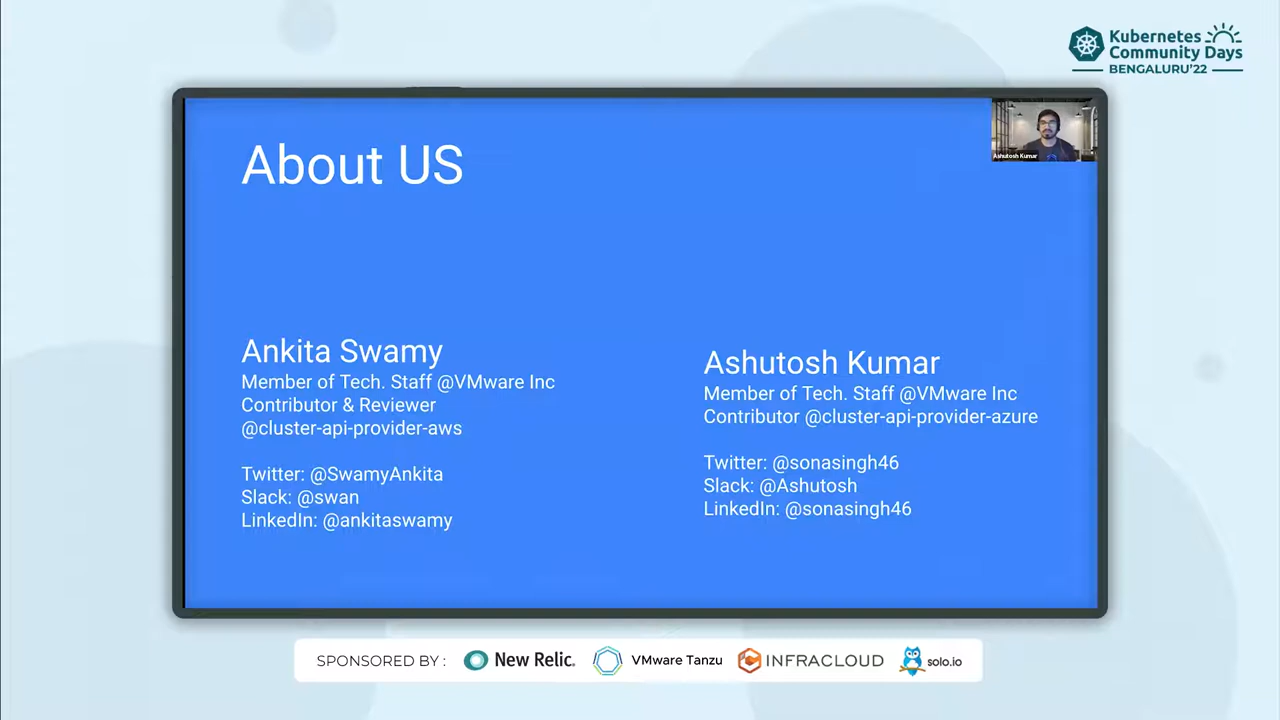 Kubernetes
Community Days
BENGALURU'22
About US
Ashutosh Kumar
Ankita Swamy
Member of Tech. Staff @VMware Inc
Contributor & Reviewer
@cluster-api-provider-aws
Twitter: @SwamyAnkita
Slack: @swan
LinkedIn: @ankitaswamy
Ashutosh Kumar
Member of Tech. Staff @VMware Inc
Contributor @cluster-api-provider-azure
Twitter: @sonasingh46
Slack: @Ashutosh
LinkedIn: @sonasingh46
SPONSORED BY : New Relic. VMware Tanzu INFRACLOUD solo.io